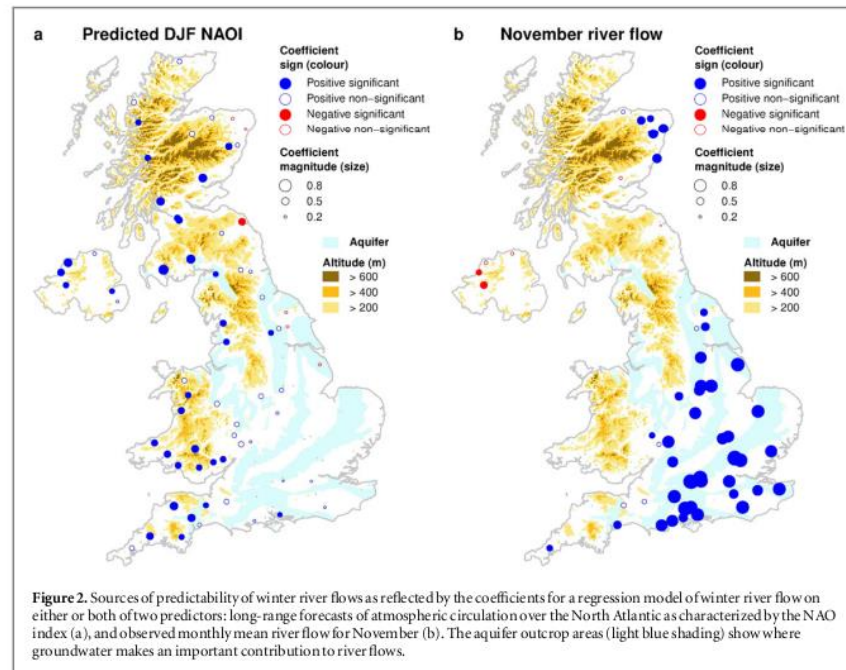 a Predicted DJF NAOI
Coefficient
sign (colour)
Positive significant
Positive non−significant
Negative significant
Negative non−significant
Coefficient
magnitude (size)
0.8
0.5
0.2
Aquifer
Altitude (m)
> 600
> 400
> 200
b November river flow
Coefficient
sign (colour)
Positive significant
Positive non−significant
Negative significant
Negative non−significant
Coefficient
magnitude (size)
0.8
0.5
0.2
Aquifer
Altitude (m)
> 600
> 400
> 200
Figure 2. Sources of predictability of winter river flows as reflected by the coefficients for a regression model of winter river flow on
either or both of two predictors: long-range forecasts of atmospheric circulation over the North Atlantic as characterized by the NAO
index (a), and observed monthly mean river flow for November (b). The aquifer outcrop areas (light blue shading) show where
groundwater makes an important contribution to river flows.